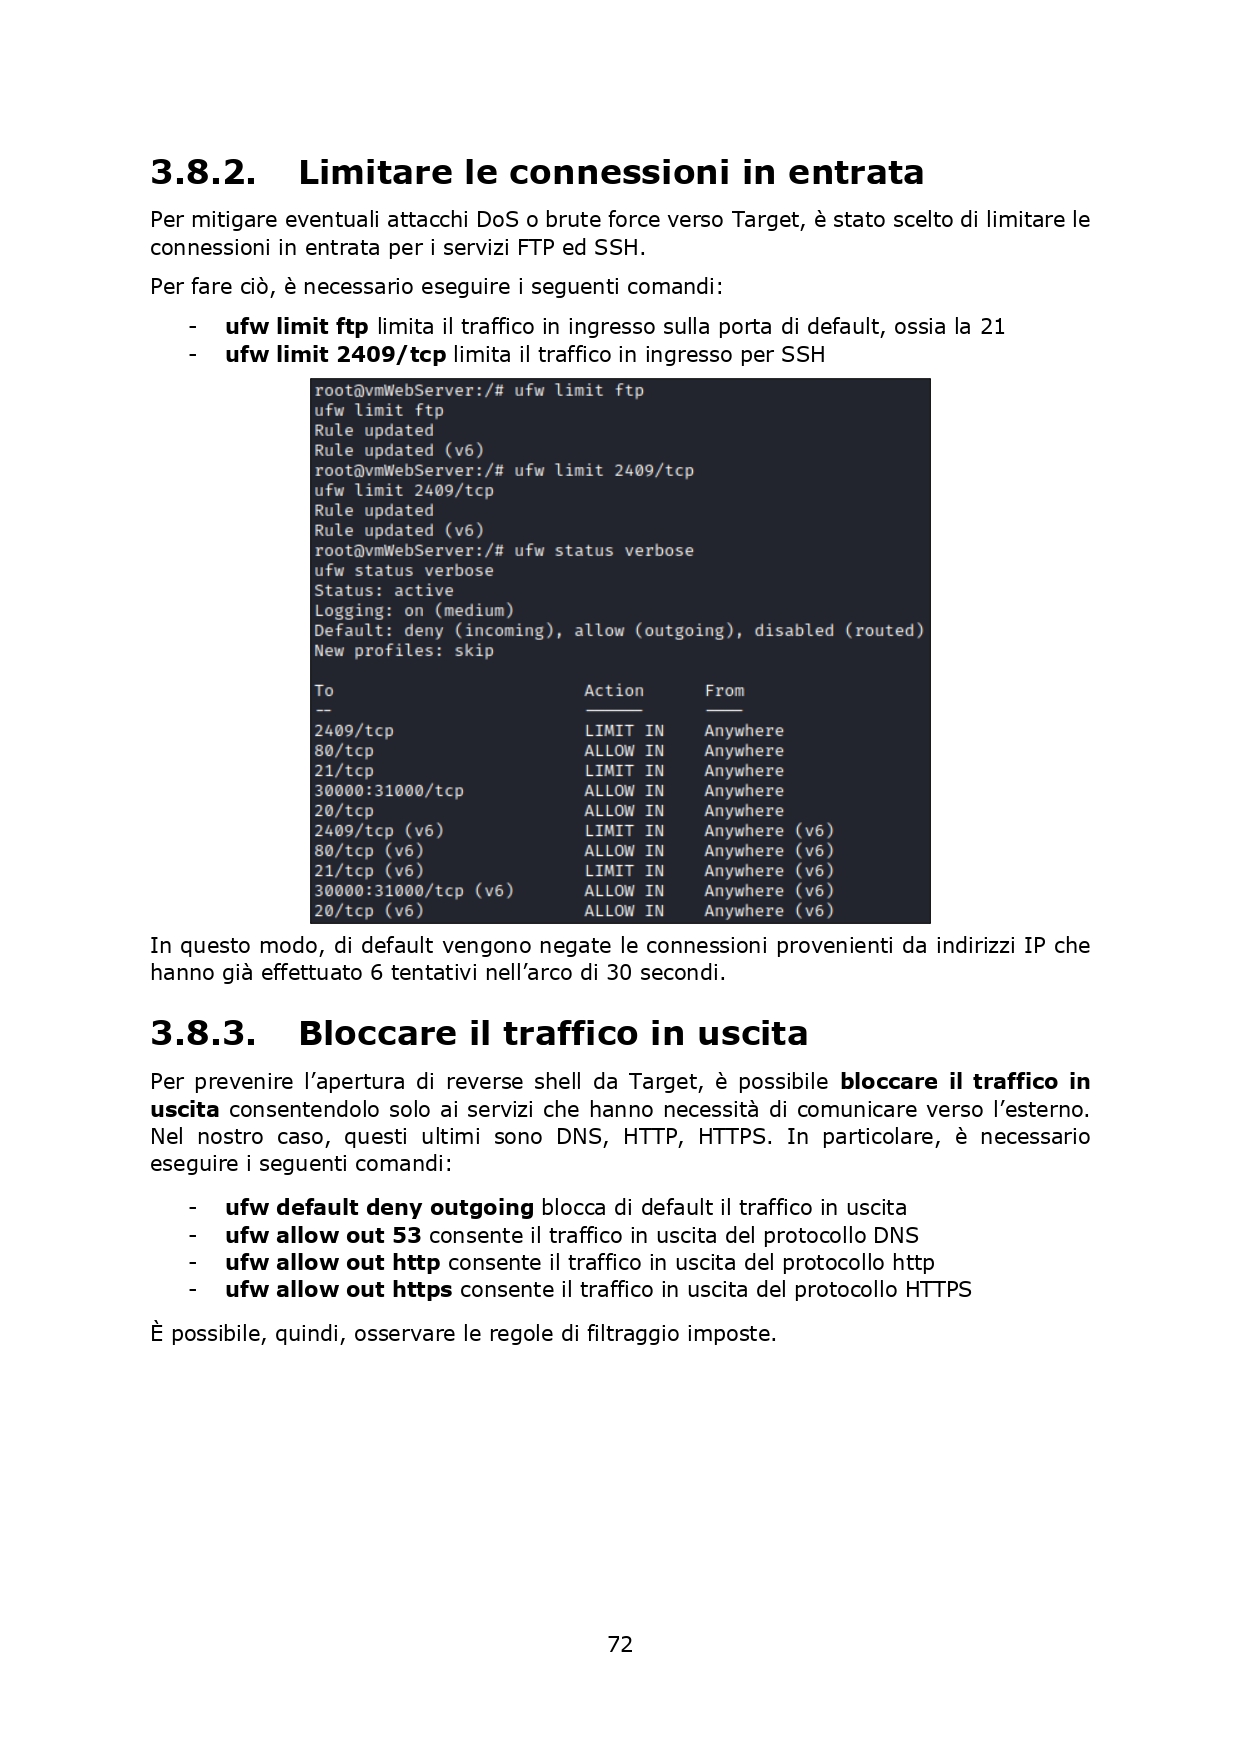 3.8.2. Limitare le connessioni in entrata
Per mitigare eventuali attacchi DoS o brute force verso Target, è stato scelto di limitare le
connessioni in entrata per i servizi FTP ed SSH.
Per fare ciò, è necessario eseguire i seguenti comandi:
- ufw limit ftp limita il traffico in ingresso sulla porta di default, ossia la 21
- ufw limit 2409/tcp limita il traffico in ingresso per SSH
root@vmWebServer:/# ufw limit ftp
ufw limit ftp
Rule updated
Rule updated (v6)
root@vmWebServer:/# ufw limit 2409/tcp
ufw limit 2409/tcp
Rule updated
Rule updated (v6)
root@vmWebServer:/# ufw status verbose
ufw status verbose
Status: active
Logging: on (medium)
Default: deny (incoming), allow (outgoing), disabled (routed)
New profiles: skip
To Action From
-- ------ ----
2409/tcp LIMIT IN Anywhere
80/tcp ALLOW IN Anywhere
21/tcp LIMIT IN Anywhere
30000:31000/tcp ALLOW IN Anywhere
20/tcp ALLOW IN Anywhere
2409/tcp (v6) LIMIT IN Anywhere (v6)
80/tcp (v6) ALLOW IN Anywhere (v6)
21/tcp (v6) LIMIT IN Anywhere (v6)
30000:31000/tcp (v6) ALLOW IN Anywhere (v6)
20/tcp (v6) ALLOW IN Anywhere (v6)
In questo modo, di default vengono negate le connessioni provenienti da indirizzi IP che
hanno già effettuato 6 tentativi nell’arco di 30 secondi.
3.8.3. Bloccare il traffico in uscita
Per prevenire l’apertura di reverse shell da Target, è possibile bloccare il traffico in
uscita consentendolo solo ai servizi che hanno necessità di comunicare verso l’esterno.
Nel nostro caso, questi ultimi sono DNS, HTTP, HTTPS. In particolare, è necessario
eseguire i seguenti comandi:
- ufw default deny outgoing blocca di default il traffico in uscita
- ufw allow out 53 consente il traffico in uscita del protocollo DNS
- ufw allow out http consente il traffico in uscita del protocollo http
- ufw allow out https consente il traffico in uscita del protocollo HTTPS
È possibile, quindi, osservare le regole di filtraggio imposte.
72